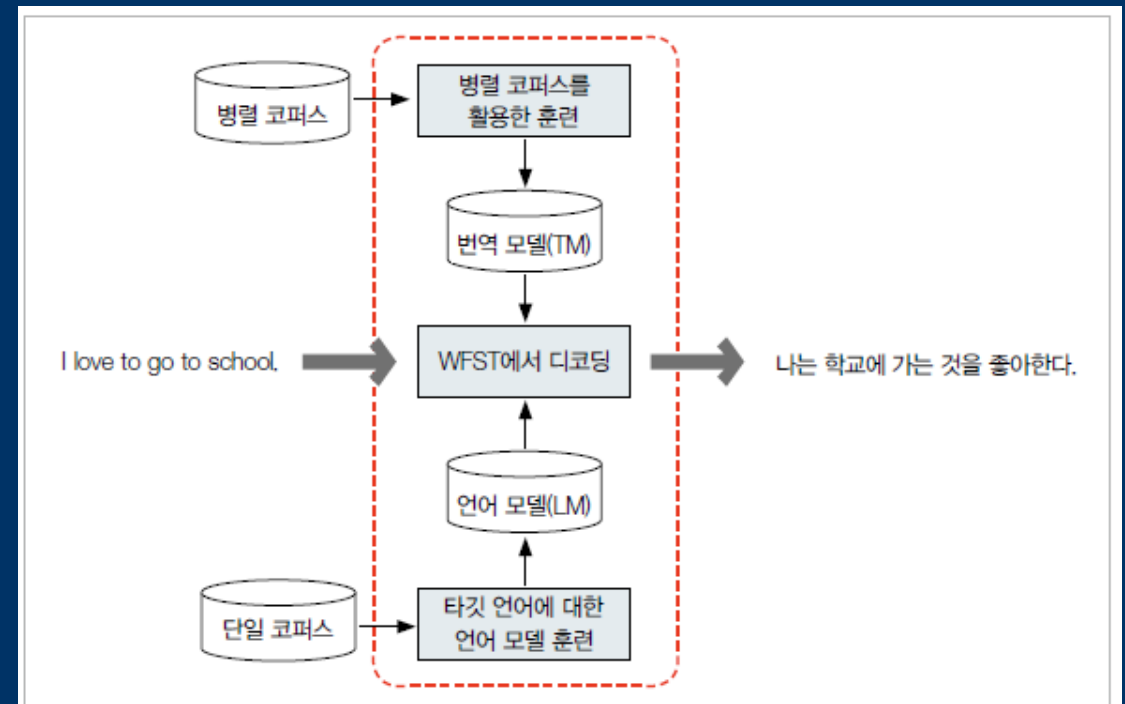 병렬 코퍼스
병렬 코퍼스를
활용한 훈련
번역 모델(TM)
I love to go to school.
WFST에서 디코딩
나는 학교에 가는 것을 좋아한다.
언어 모델(LM)
단일 코퍼스
타깃 언어에 대한
언어 모델 훈련